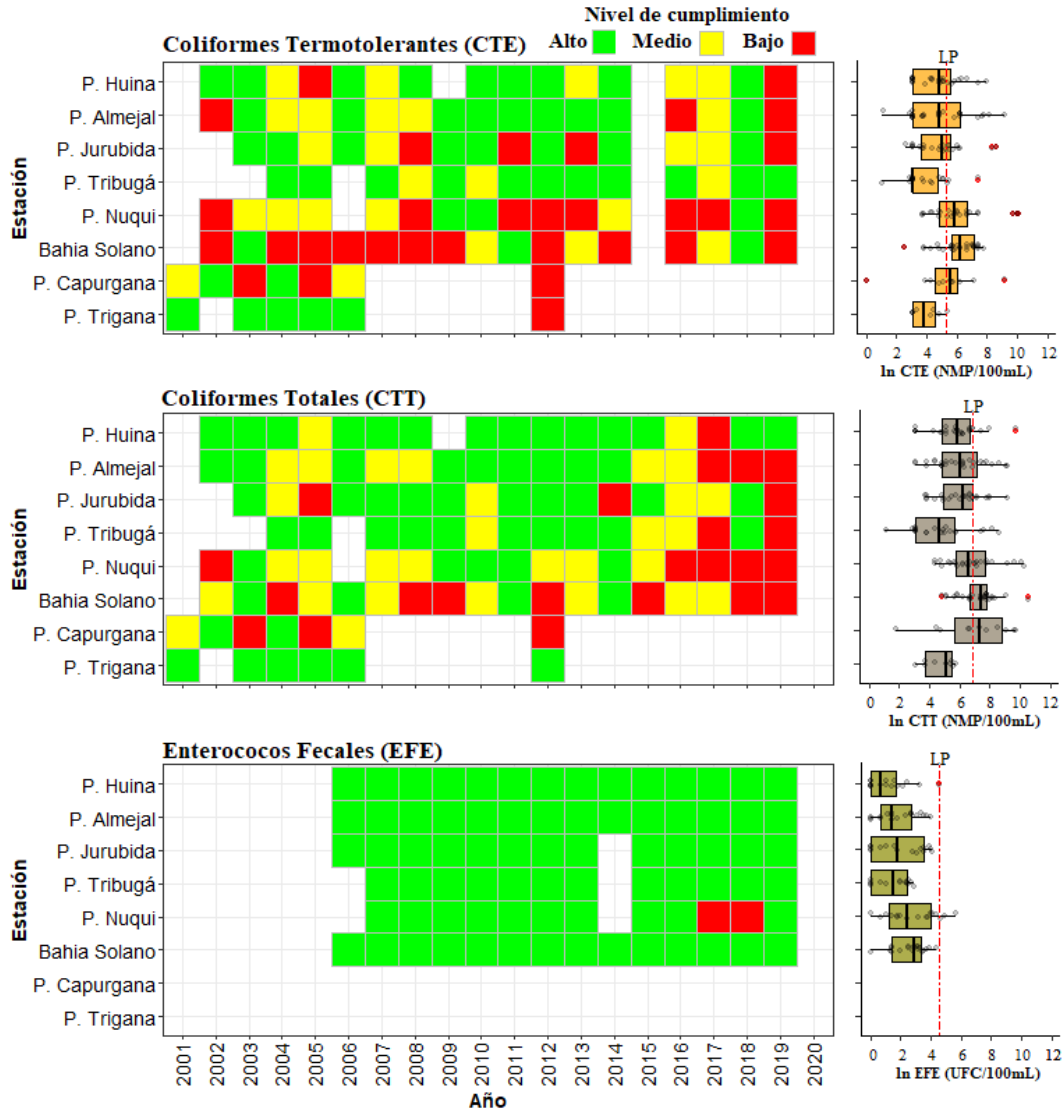 Nivel de cumplimiento
Coliformes Termotolerantes (CTE)
Alto Medio Bajo
LP
P. Huina
P. Almejal
P. Jurubida
P. Tribugá
P. Nuqui
Bahia Solano
P. Capurgana
P. Trigana
Estación
0 2 4 6 8 10 12
ln CTE (NMP/100mL)
Coliformes Totales (CTT)
LP
P. Huina
P. Almejal
P. Jurubida
P. Tribugá
P. Nuqui
Bahia Solano
P. Capurgana
P. Trigana
0 2 4 6 8 10 12
ln CTT (NMP/100mL)
Enterococos Fecales (EFE)
LP
P. Huina
P. Almejal
P. Jurubida
P. Tribugá
P. Nuqui
Bahia Solano
P. Capurgana
P. Trigana
Estación
2001 2002 2003 2004 2005 2006 2007 2008 2009 2010 2011 2012 2013 2014 2015 2016 2017 2018 2019 2020
Año
0 2 4 6 8 10 12
ln EFE (UFC/100mL)